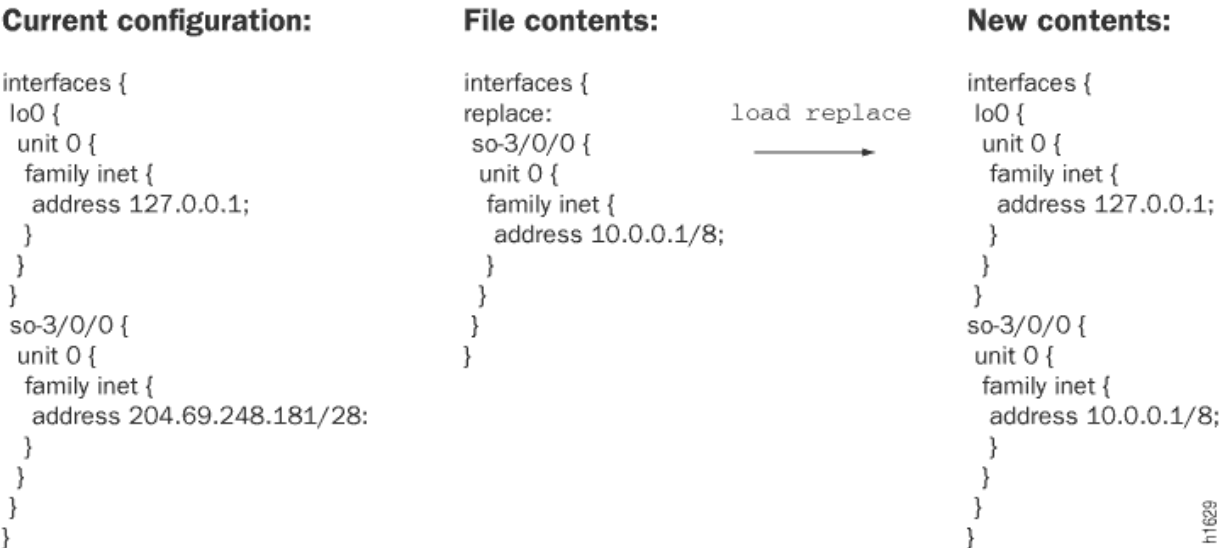 Current configuration:
interfaces {
lo0 {
unit 0 {
family inet {
address 127.0.0.1;
}
}
}
so-3/0/0 {
unit 0 {
family inet {
address 204.69.248.181/28:
}
}
}
}
File contents:
interfaces {
replace:
so-3/0/0 {
unit 0 {
family inet {
address 10.0.0.1/8;
}
}
}
}
load replace
New contents:
interfaces {
lo0 {
unit 0 {
family inet {
address 127.0.0.1;
}
}
}
so-3/0/0 {
unit 0 {
family inet {
address 10.0.0.1/8;
}
}
}
}
h1629